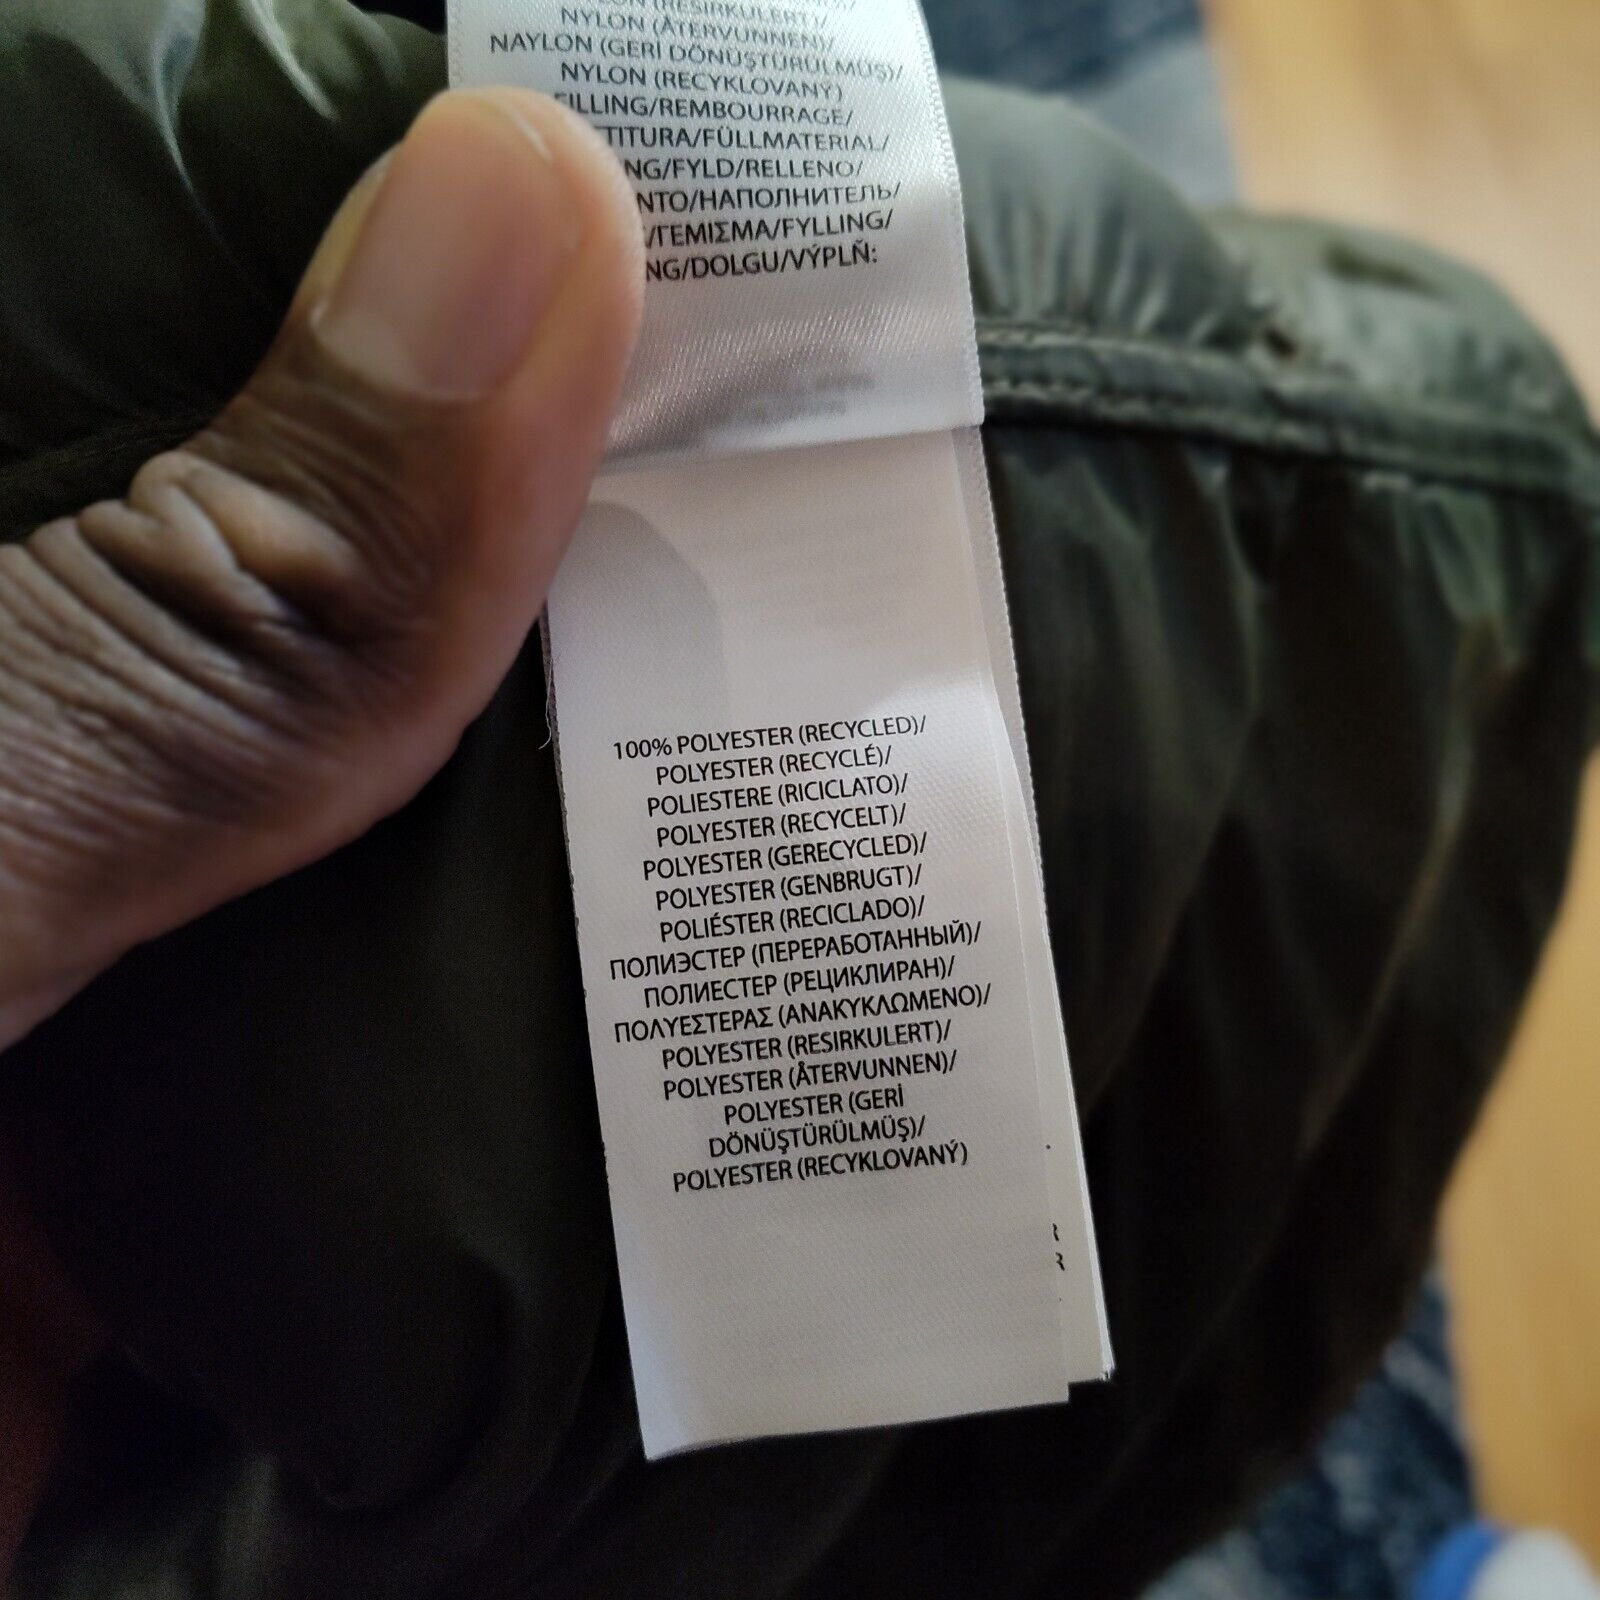 (RESIRKULERT)/
NYLON (ÅTERVUNNEN)/
NAYLON (GERİ DÖNÜŞTÜRÜLMÜŞ)/
NYLON (RECYKLOVANÝ)
FILLING/REMBOURRAGE/
TITURA/FÜLLMATERIAL/
NG/FYLD/RELLENO/
NTO/НАПОЛНИТЕЛЬ/
/ΓΕΜΙΣΜΑ/FYLLING/
NG/DOLGU/VÝPLŇ:
100% POLYESTER (RECYCLED)/
POLYESTER (RECYCLÉ)/
POLIESTERE (RICICLATO)/
POLYESTER (RECYCELT)/
POLYESTER (GERECYCLED)/
POLYESTER (GENBRUGT)/
POLIÉSTER (RECICLADO)/
ПОЛИЭСТЕР (ПЕРЕРАБОТАННЫЙ)/
ПОЛИЕСТЕР (РЕЦИКЛИРАН)/
ΠΟΛΥΕΣΤΕΡΑΣ (ΑΝΑΚΥΚΛΩΜΕΝΟ)/
POLYESTER (RESIRKULERT)/
POLYESTER (ÅTERVUNNEN)/
POLYESTER (GERİ
DÖNÜŞTÜRÜLMÜŞ)/
POLYESTER (RECYKLOVANÝ)